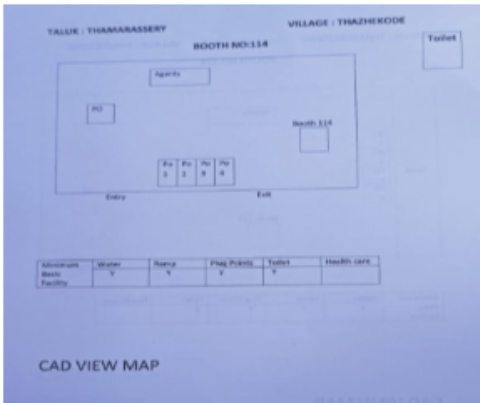 TALUK : THAMARASSERY
VILLAGE : THAZHEKODE
BOOTH NO:114
Toilet
Agents
PO
Booth 114
Po Po Po Po
1 2 3 4
Entry Exit
Minimum Water Ramp Plug Points Toilet Health care
Basic Y Y Y Y
Facility
CAD VIEW MAP